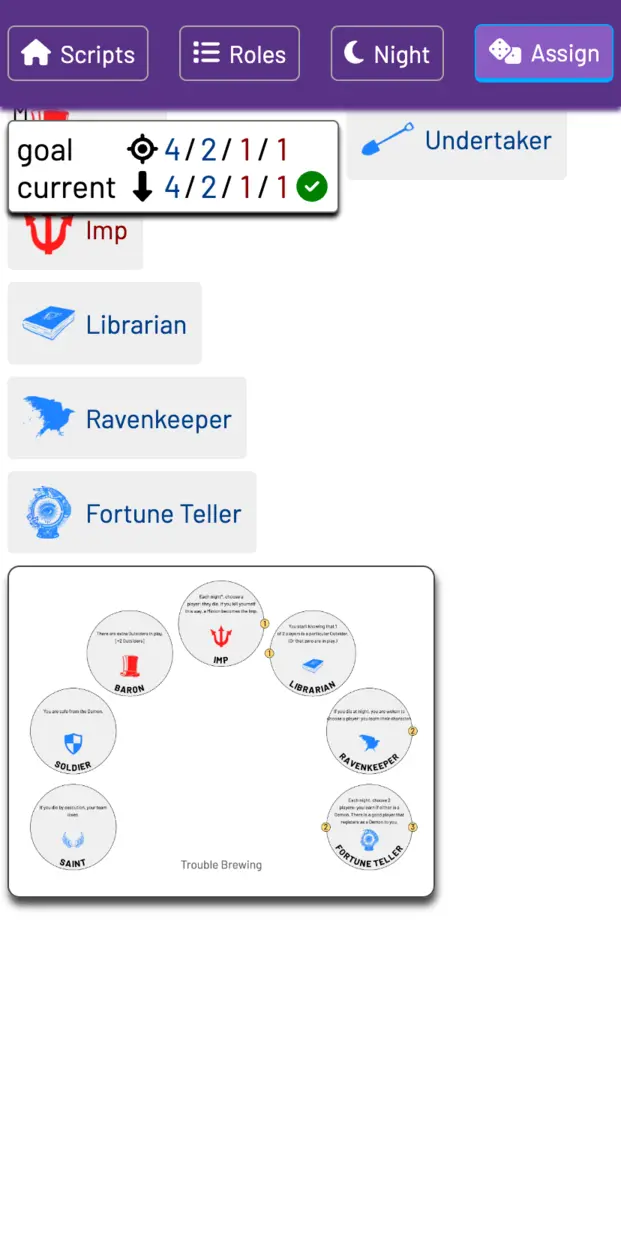 Scripts
Roles
Night
Assign
M
goal 4/2/1/1
current 4/2/1/1
Undertaker
Imp
Librarian
Ravenkeeper
Fortune Teller
Each night*, choose a
player: they die. If you kill yourself
this way, a Minion becomes the Imp.
IMP
1
There are extra Outsiders in play.
[+2 Outsiders]
BARON
You start knowing that 1
of 2 players is a particular Outsider.
(Or that zero are in play.)
LIBRARIAN
1
You are safe from the Demon.
SOLDIER
If you die at night, you are woken to
choose a player: you learn their character.
RAVENKEEPER
2
If you die by execution, your team
loses.
SAINT
Each night, choose 2
players: you learn if either is a
Demon. There is a good player that
registers as a Demon to you.
FORTUNE TELLER
2
3
Trouble Brewing